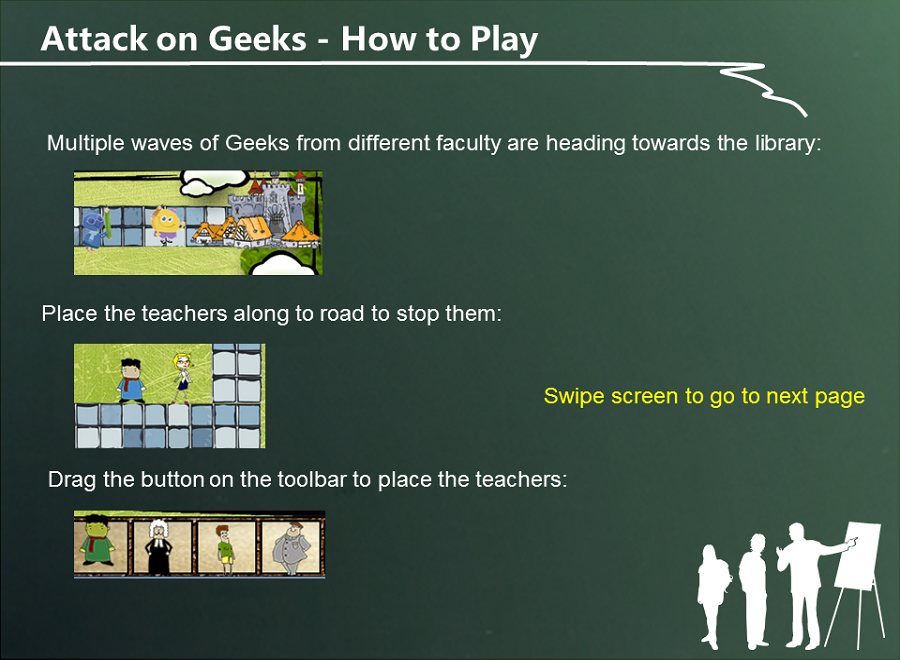 Attack on Geeks - How to Play
Multiple waves of Geeks from different faculty are heading towards the library:
Place the teachers along to road to stop them:
Swipe screen to go to next page
Drag the button on the toolbar to place the teachers: